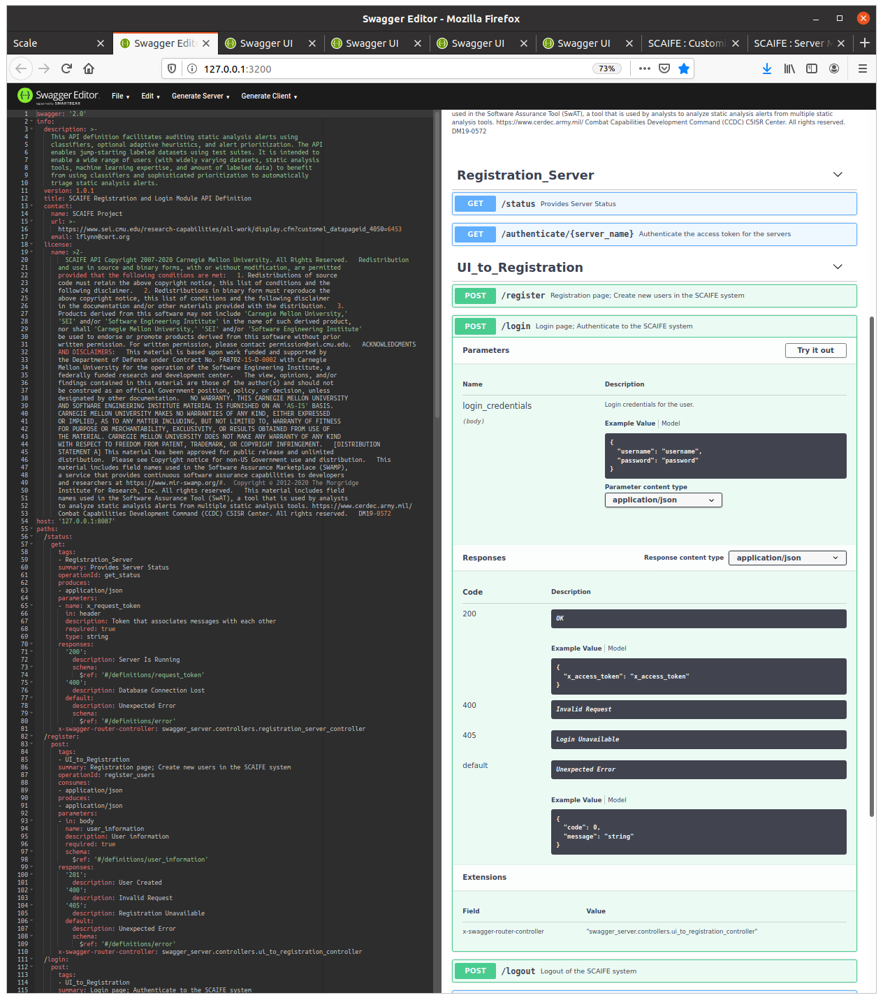 Swagger Editor - Mozilla Firefox
Scale
Swagger Edit
Swagger UI
Swagger UI
Swagger UI
Swagger UI
SCAIFE : Customi
SCAIFE : Server M
127.0.0.1:3200
73%
Swagger Editor.
Supported by SMARTBEAR
File
Edit
Generate Server
Generate Client
1 swagger: '2.0'
2 info:
3 description: >-
4 This API definition facilitates auditing static analysis alerts using
5 classifiers, optional adaptive heuristics, and alert prioritization. The API
6 enables jump-starting labeled datasets using test suites. It is intended to
7 enable a wide range of users (with widely varying datasets, static analysis
8 tools, machine learning expertise, and amount of labeled data) to benefit
9 from using classifiers and sophisticated prioritization to automatically
10 triage static analysis alerts.
11 version: 1.0.1
12 title: SCAIFE Registration and Login Module API Definition
13 contact:
14 name: SCAIFE Project
15 url: >-
16 https://www.sei.cmu.edu/research-capabilities/all-work/display.cfm?customel_datapageid_4050=6453
17 email: lflynn@cert.org
18 license:
19 name: >2-
20 SCAIFE API Copyright 2007-2020 Carnegie Mellon University. All Rights Reserved. Redistribution
21 and use in source and binary forms, with or without modification, are permitted
22 provided that the following conditions are met: 1. Redistributions of source
23 code must retain the above copyright notice, this list of conditions and the
24 following disclaimer. 2. Redistributions in binary form must reproduce the
25 above copyright notice, this list of conditions and the following disclaimer
26 in the documentation and/or other materials provided with the distribution. 3.
27 Products derived from this software may not include 'Carnegie Mellon University,'
28 'SEI' and/or 'Software Engineering Institute' in the name of such derived product,
29 nor shall 'Carnegie Mellon University,' 'SEI' and/or 'Software Engineering Institute'
30 be used to endorse or promote products derived from this software without prior
31 written permission. For written permission, please contact permission@sei.cmu.edu. ACKNOWLEDGMENTS
32 AND DISCLAIMERS: This material is based upon work funded and supported by
33 the Department of Defense under Contract No. FA8702-15-D-0002 with Carnegie
34 Mellon University for the operation of the Software Engineering Institute, a
35 federally funded research and development center. The view, opinions, and/or
36 findings contained in this material are those of the author(s) and should not
37 be construed as an official Government position, policy, or decision, unless
38 designated by other documentation. NO WARRANTY. THIS CARNEGIE MELLON UNIVERSITY
39 AND SOFTWARE ENGINEERING INSTITUTE MATERIAL IS FURNISHED ON AN 'AS-IS' BASIS.
40 CARNEGIE MELLON UNIVERSITY MAKES NO WARRANTIES OF ANY KIND, EITHER EXPRESSED
41 OR IMPLIED, AS TO ANY MATTER INCLUDING, BUT NOT LIMITED TO, WARRANTY OF FITNESS
42 FOR PURPOSE OR MERCHANTABILITY, EXCLUSIVITY, OR RESULTS OBTAINED FROM USE OF
43 THE MATERIAL. CARNEGIE MELLON UNIVERSITY DOES NOT MAKE ANY WARRANTY OF ANY KIND
44 WITH RESPECT TO FREEDOM FROM PATENT, TRADEMARK, OR COPYRIGHT INFRINGEMENT. [DISTRIBUTION
45 STATEMENT A] This material has been approved for public release and unlimited
46 distribution. Please see Copyright notice for non-US Government use and distribution. This
47 material includes field names used in the Software Assurance Marketplace (SWAMP),
48 a service that provides continuous software assurance capabilities to developers
49 and researchers at https://www.mir-swamp.org/#. Copyright © 2012-2020 The Morgridge
50 Institute for Research, Inc. All rights reserved. This material includes field
51 names used in the Software Assurance Tool (SwAT), a tool that is used by analysts
52 to analyze static analysis alerts from multiple static analysis tools. https://www.cerdec.army.mil/
53 Combat Capabilities Development Command (CCDC) C5ISR Center. All rights reserved. DM19-0572
54 host: '127.0.0.1:8087'
55 paths:
56 /status:
57 get:
58 tags:
59 - Registration_Server
60 summary: Provides Server Status
61 operationId: get_status
62 produces:
63 - application/json
64 parameters:
65 - name: x_request_token
66 in: header
67 description: Token that associates messages with each other
68 required: true
69 type: string
70 responses:
71 '200':
72 description: Server Is Running
73 schema:
74 $ref: '#/definitions/request_token'
75 '400':
76 description: Database Connection Lost
77 default:
78 description: Unexpected Error
79 schema:
80 $ref: '#/definitions/error'
81 x-swagger-router-controller: swagger_server.controllers.registration_server_controller
82 /register:
83 post:
84 tags:
85 - UI_to_Registration
86 summary: Registration page; Create new users in the SCAIFE system
87 operationId: register_users
88 consumes:
89 - application/json
90 produces:
91 - application/json
92 parameters:
93 - in: body
94 name: user_information
95 description: User information
96 required: true
97 schema:
98 $ref: '#/definitions/user_information'
99 responses:
100 '201':
101 description: User Created
102 '400':
103 description: Invalid Request
104 '405':
105 description: Registration Unavailable
106 default:
107 description: Unexpected Error
108 schema:
109 $ref: '#/definitions/error'
110 x-swagger-router-controller: swagger_server.controllers.ui_to_registration_controller
111 /login:
112 post:
113 tags:
114 - UI_to_Registration
115 summary: Login page; Authenticate to the SCAIFE system
used in the Software Assurance Tool (SwAT), a tool that is used by analysts to analyze static analysis alerts from multiple static
analysis tools. https://www.cerdec.army.mil/ Combat Capabilities Development Command (CCDC) C5ISR Center. All rights reserved.
DM19-0572
Registration_Server
GET /status Provides Server Status
GET /authenticate/{server_name} Authenticate the access token for the servers
UI_to_Registration
POST /register Registration page; Create new users in the SCAIFE system
POST /login Login page; Authenticate to the SCAIFE system
Parameters
Try it out
Name Description
login_credentials Login credentials for the user.
(body)
Example Value Model
{
"username": "username",
"password": "password"
}
Parameter content type
application/json
Responses Response content type application/json
Code Description
200 OK
Example Value Model
{
"x_access_token": "x_access_token"
}
400 Invalid Request
405 Login Unavailable
default Unexpected Error
Example Value Model
{
"code": 0,
"message": "string"
}
Extensions
Field Value
x-swagger-router-controller "swagger_server.controllers.ui_to_registration_controller"
POST /logout Logout of the SCAIFE system